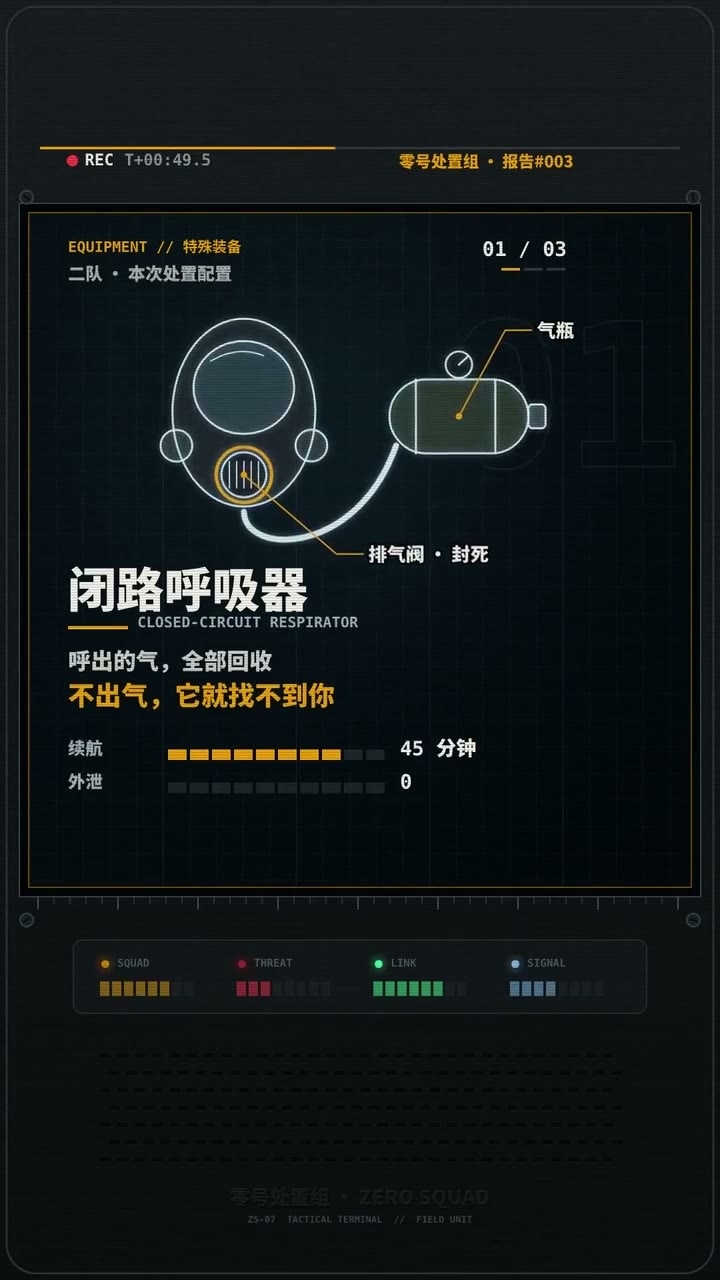 REC T+00:49.5
零号处置组 · 报告#003
EQUIPMENT // 特殊装备
01 / 03
二队 · 本次处置配置
01
气瓶
排气阀 · 封死
闭路呼吸器
CLOSED-CIRCUIT RESPIRATOR
呼出的气，全部回收
不出气，它就找不到你
续航 45 分钟
外泄 0
SQUAD THREAT LINK SIGNAL
零号处置组 · ZERO SQUAD
ZS-07 TACTICAL TERMINAL // FIELD UNIT